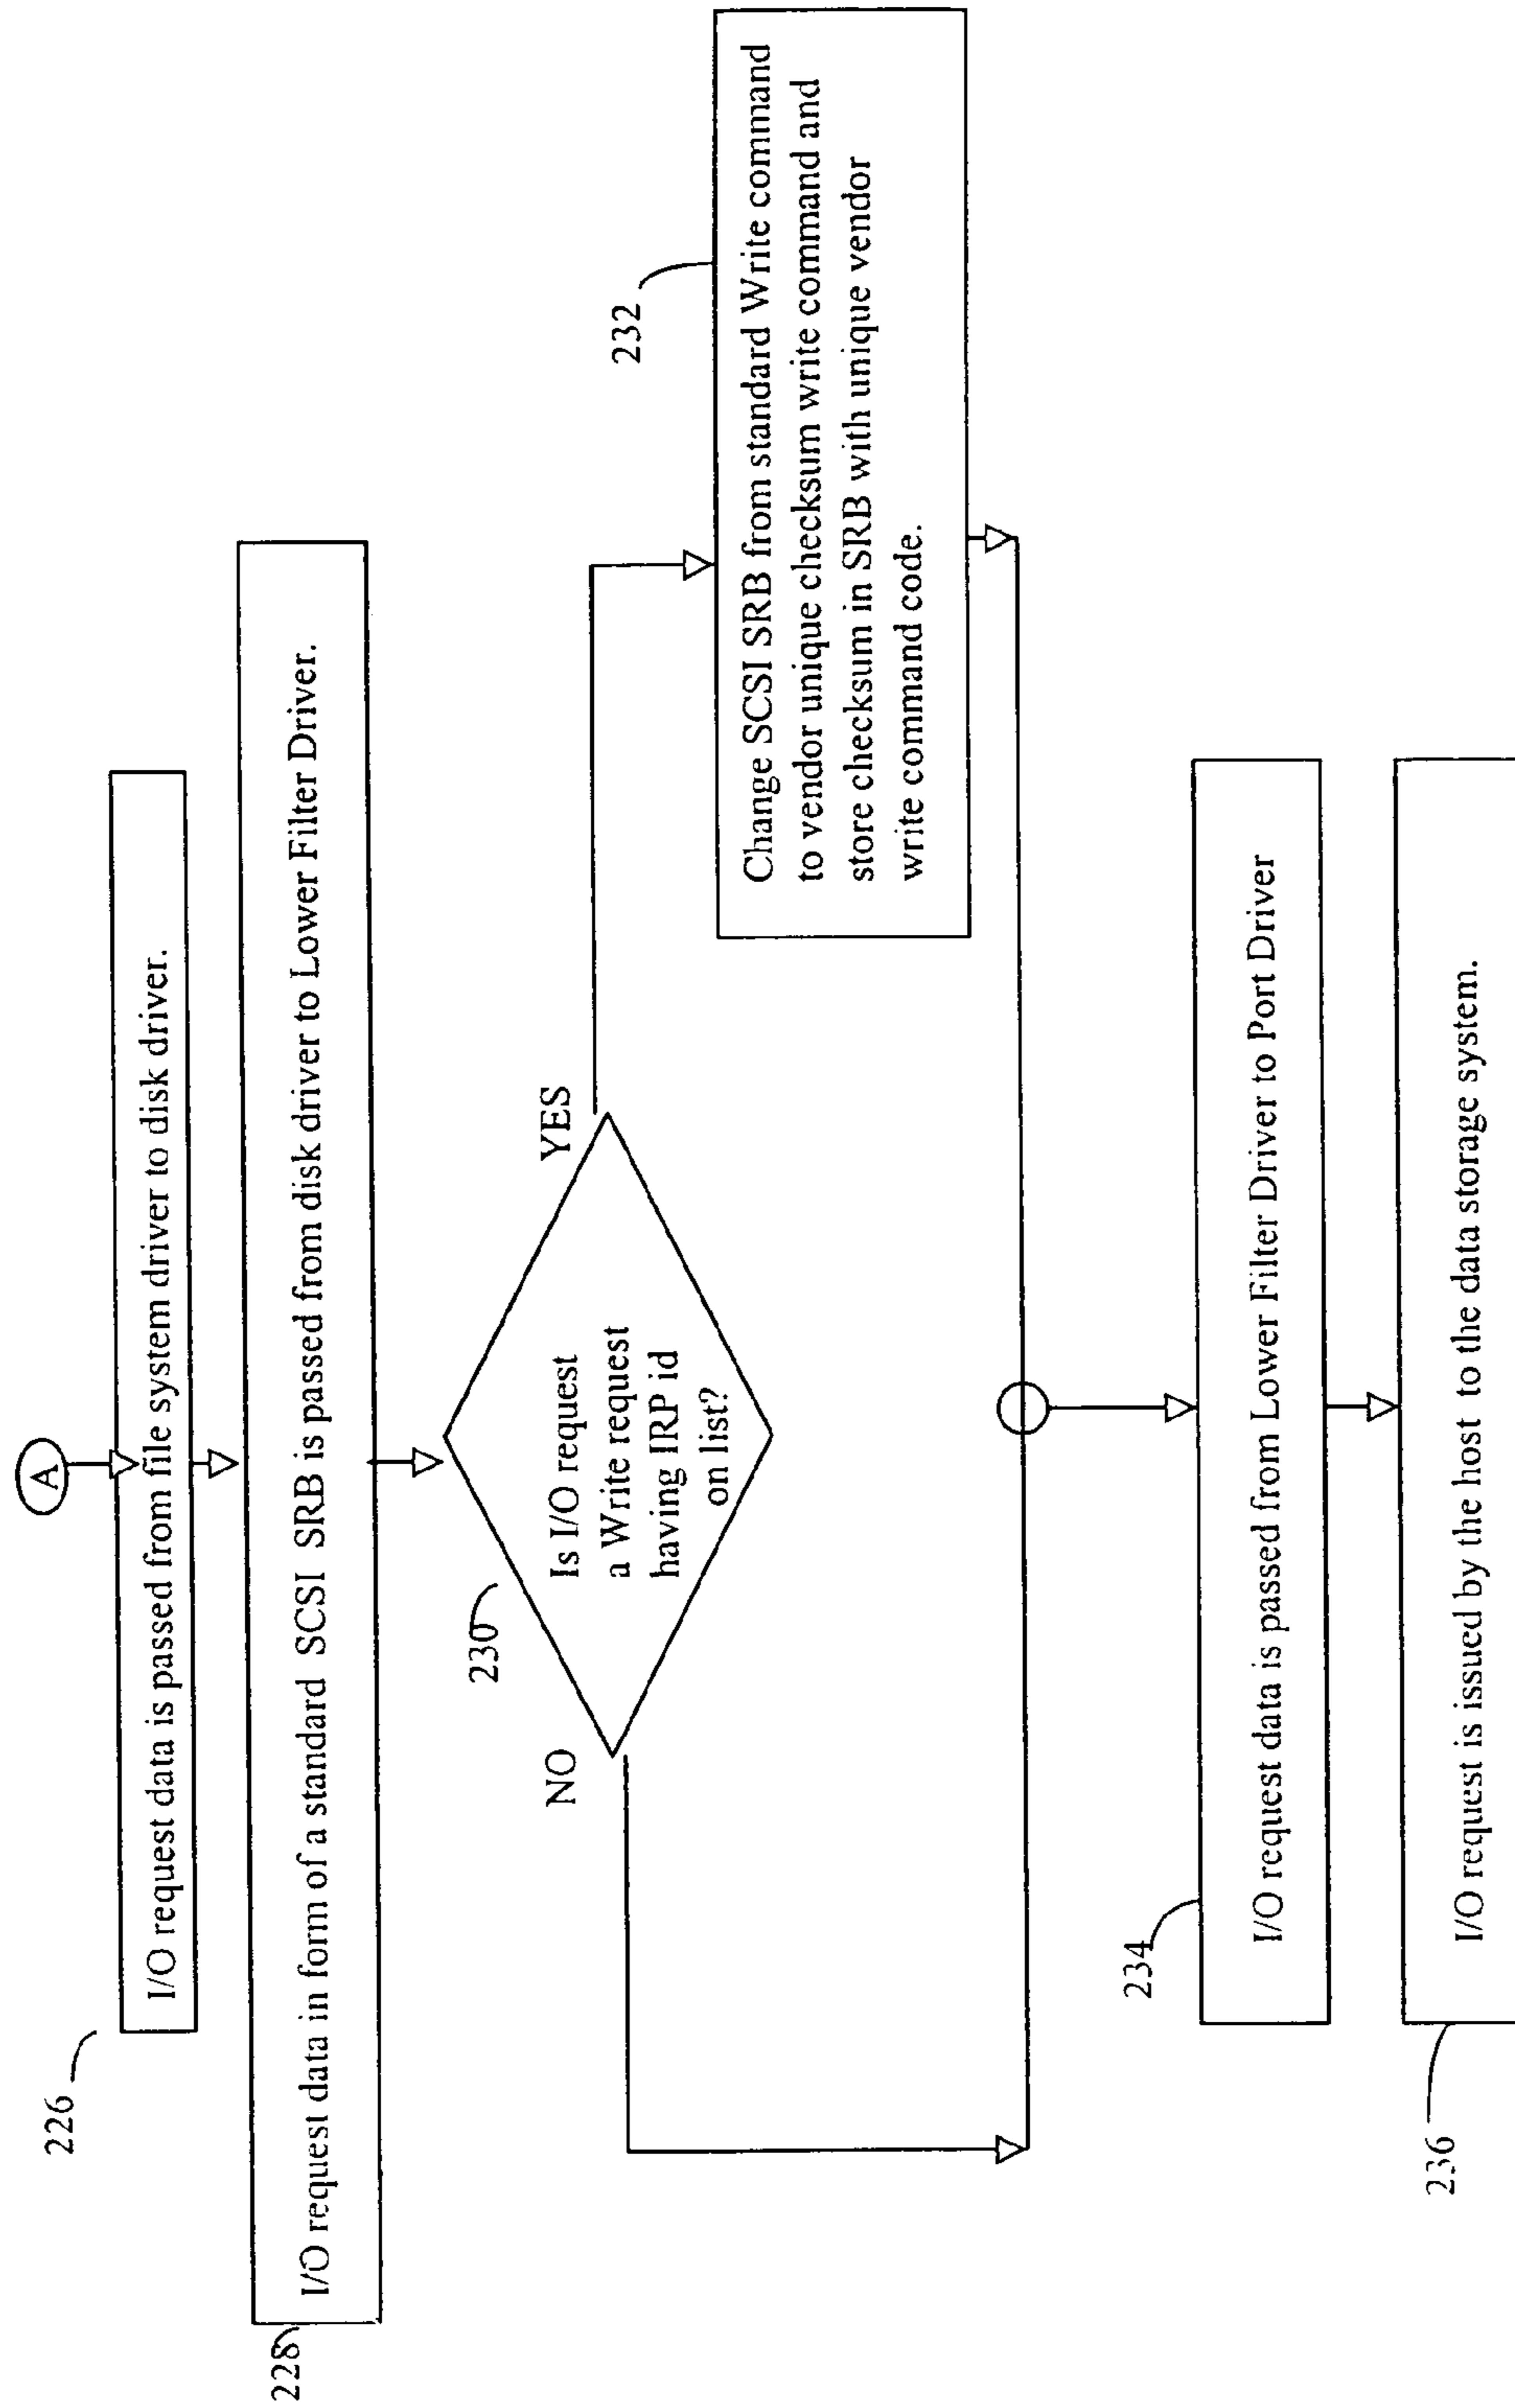 A
226
I/O request data is passed from file system driver to disk driver.
228
I/O request data in form of a standard SCSI SRB is passed from disk driver to Lower Filter Driver.
230
Is I/O request
a Write request
having IRP id
on list?
NO
YES
232
Change SCSI SRB from standard Write command
to vendor unique checksum write command and
store checksum in SRB with unique vendor
write command code.
234
I/O request data is passed from Lower Filter Driver to Port Driver
236
I/O request is issued by the host to the data storage system.